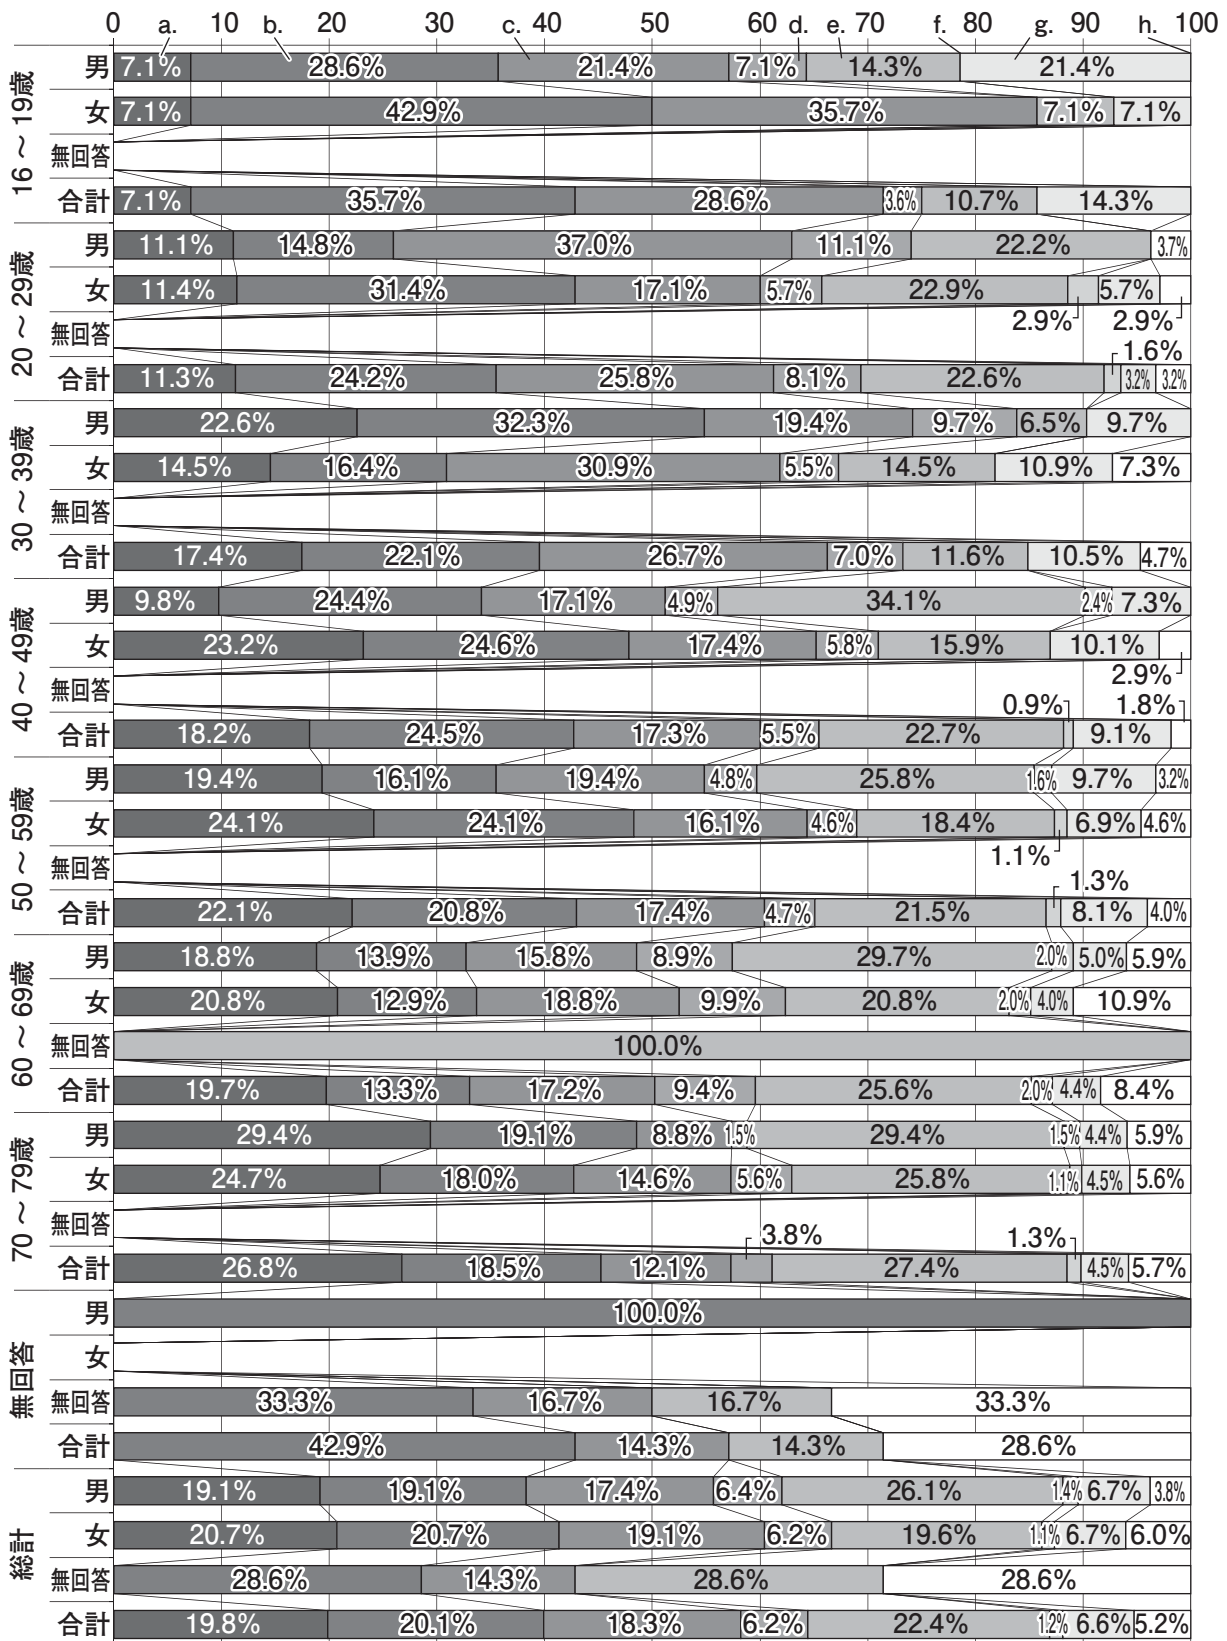 0 10 20 30 40 50 60 70 80 90 100
a. b. c. d. e. f. g. h.
16～19歳
男 7.1% 28.6% 21.4% 7.1% 14.3% 21.4%
女 7.1% 42.9% 35.7% 7.1% 7.1%
無回答
合計 7.1% 35.7% 28.6% 3.6% 10.7% 14.3%
20～29歳
男 11.1% 14.8% 37.0% 11.1% 22.2% 3.7%
女 11.4% 31.4% 17.1% 5.7% 22.9% 5.7%
2.9% 2.9%
無回答
1.6%
合計 11.3% 24.2% 25.8% 8.1% 22.6% 3.2% 3.2%
30～39歳
男 22.6% 32.3% 19.4% 9.7% 6.5% 9.7%
女 14.5% 16.4% 30.9% 5.5% 14.5% 10.9% 7.3%
無回答
合計 17.4% 22.1% 26.7% 7.0% 11.6% 10.5% 4.7%
40～49歳
男 9.8% 24.4% 17.1% 4.9% 34.1% 2.4% 7.3%
女 23.2% 24.6% 17.4% 5.8% 15.9% 10.1%
2.9%
無回答
0.9% 1.8%
合計 18.2% 24.5% 17.3% 5.5% 22.7% 9.1%
50～59歳
男 19.4% 16.1% 19.4% 4.8% 25.8% 1.6% 9.7% 3.2%
女 24.1% 24.1% 16.1% 4.6% 18.4% 6.9% 4.6%
1.1%
無回答
1.3%
合計 22.1% 20.8% 17.4% 4.7% 21.5% 8.1% 4.0%
60～69歳
男 18.8% 13.9% 15.8% 8.9% 29.7% 2.0% 5.0% 5.9%
女 20.8% 12.9% 18.8% 9.9% 20.8% 2.0% 4.0% 10.9%
無回答 100.0%
合計 19.7% 13.3% 17.2% 9.4% 25.6% 2.0% 4.4% 8.4%
70～79歳
男 29.4% 19.1% 8.8% 1.5% 29.4% 1.5% 4.4% 5.9%
女 24.7% 18.0% 14.6% 5.6% 25.8% 1.1% 4.5% 5.6%
無回答
3.8% 1.3%
合計 26.8% 18.5% 12.1% 27.4% 4.5% 5.7%
無回答
男 100.0%
女
無回答 33.3% 16.7% 16.7% 33.3%
合計 42.9% 14.3% 14.3% 28.6%
総計
男 19.1% 19.1% 17.4% 6.4% 26.1% 1.4% 6.7% 3.8%
女 20.7% 20.7% 19.1% 6.2% 19.6% 1.1% 6.7% 6.0%
無回答 28.6% 14.3% 28.6% 28.6%
合計 19.8% 20.1% 18.3% 6.2% 22.4% 1.2% 6.6% 5.2%